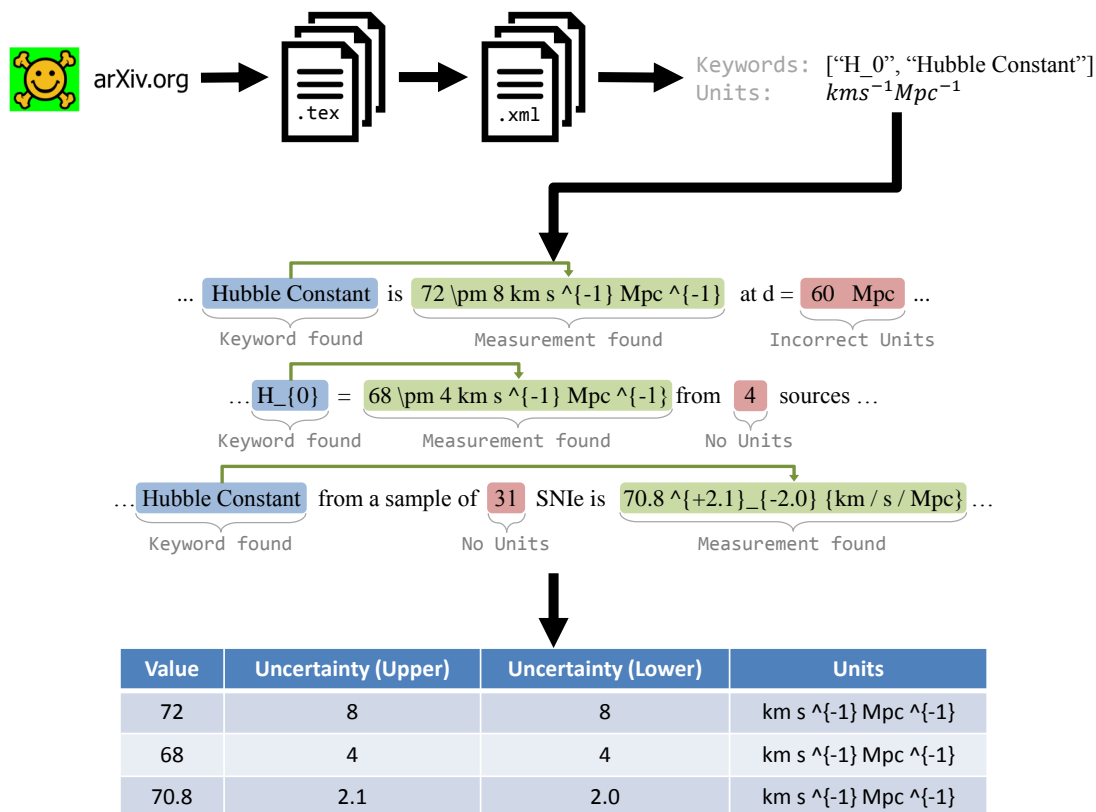 arXiv.org
.tex
.xml
Keywords: ["H_0", "Hubble Constant"]
Units: kms⁻¹Mpc⁻¹
... Hubble Constant is 72 \pm 8 km s ^{-1} Mpc ^{-1} at d = 60 Mpc ...
Keyword found Measurement found Incorrect Units
... H_{0} = 68 \pm 4 km s ^{-1} Mpc ^{-1} from 4 sources ...
Keyword found Measurement found No Units
... Hubble Constant from a sample of 31 SNIe is 70.8 ^{+2.1}_{-2.0} {km / s / Mpc} ...
Keyword found No Units Measurement found
Value Uncertainty (Upper) Uncertainty (Lower) Units
72 8 8 km s ^{-1} Mpc ^{-1}
68 4 4 km s ^{-1} Mpc ^{-1}
70.8 2.1 2.0 km s ^{-1} Mpc ^{-1}